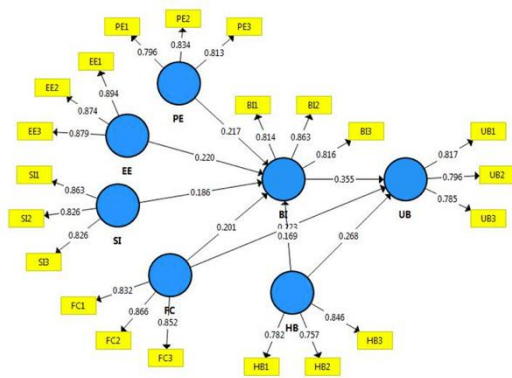 PE2
PE1
PE3
0.834
0.796
0.813
EE1
EE2
0.894
0.874
PE
EE3
0.879
BI1
BI2
0.217
0.814
0.863
BI3
0.816
UB1
EE
0.220
0.817
SI1
0.863
0.355
0.796
UB2
SI2
0.826
0.186
BI
UB
0.785
0.826
UB3
SI3
SI
0.201
0.169
0.268
FC
FC1
0.832
0.866
0.852
HB
0.846
HB3
FC2
0.782
0.757
FC3
HB1
HB2